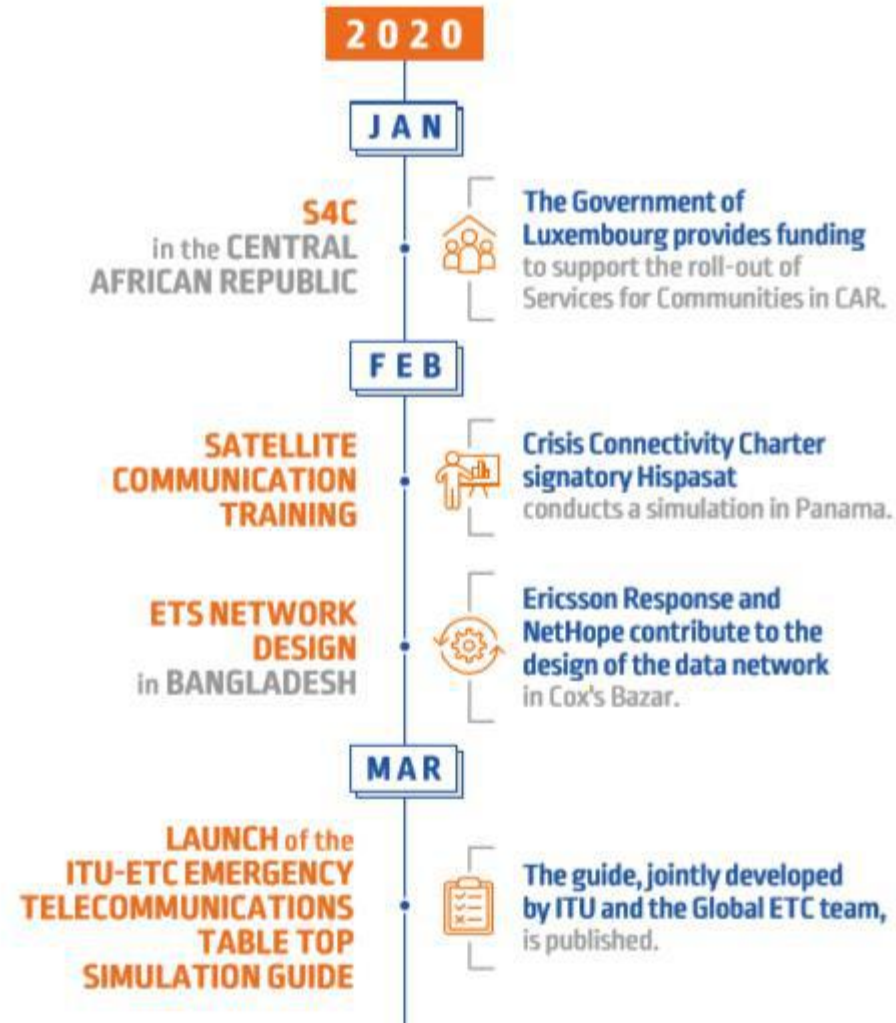 2020
JAN
S4C
in the CENTRAL
AFRICAN REPUBLIC
The Government of
Luxembourg provides funding
to support the roll-out of
Services for Communities in CAR.
FEB
SATELLITE
COMMUNICATION
TRAINING
Crisis Connectivity Charter
signatory Hispasat
conducts a simulation in Panama.
ETS NETWORK
DESIGN
in BANGLADESH
Ericsson Response and
NetHope contribute to the
design of the data network
in Cox's Bazar.
MAR
LAUNCH of the
ITU-ETC EMERGENCY
TELECOMMUNICATIONS
TABLE TOP
SIMULATION GUIDE
The guide, jointly developed
by ITU and the Global ETC team,
is published.